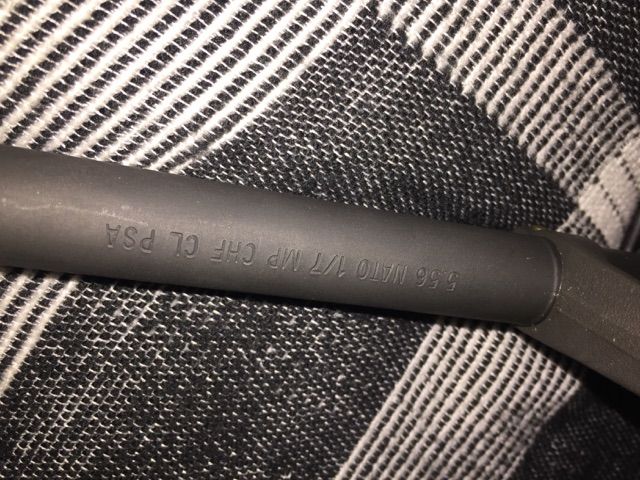 5.56 NATO 1/7 MP CHF CL PSA